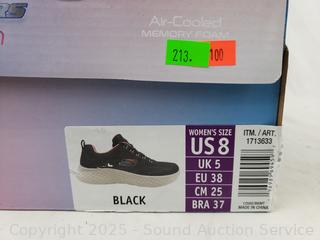 Air-Cooled
MEMORY FOAM
213.
100
WOMEN'S SIZE
US 8
UK 5
EU 38
CM 25
BRA 37
ITM. / ART.
1713633
BLACK
MADE IN CHINA
Copyright 2025 - Sound Auction Service